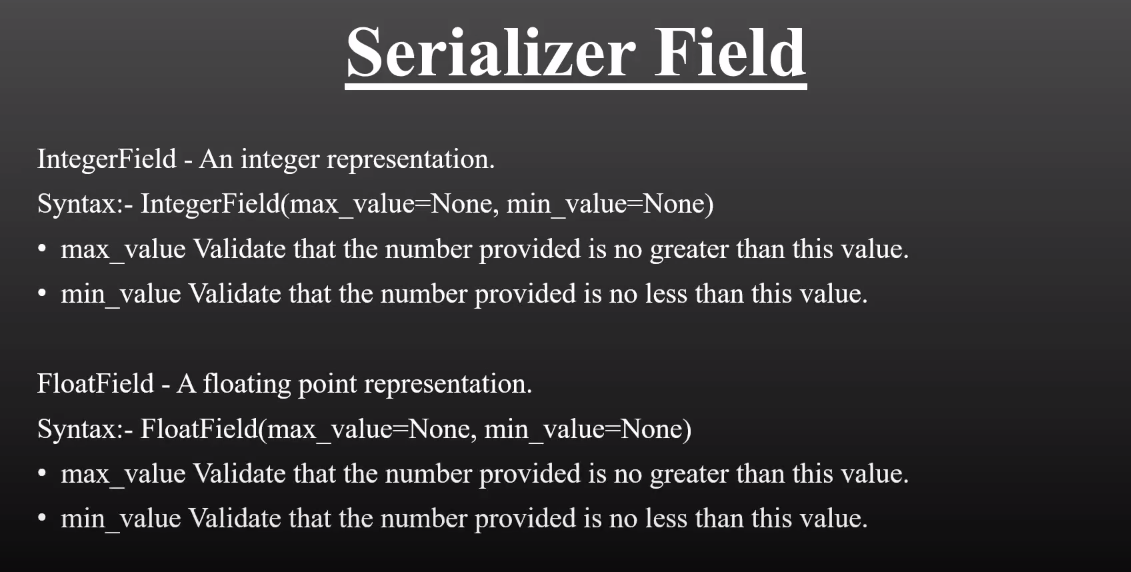 Serializer Field
IntegerField - An integer representation.
Syntax:- IntegerField(max_value=None, min_value=None)
• max_value Validate that the number provided is no greater than this value.
• min_value Validate that the number provided is no less than this value.
FloatField - A floating point representation.
Syntax:- FloatField(max_value=None, min_value=None)
• max_value Validate that the number provided is no greater than this value.
• min_value Validate that the number provided is no less than this value.